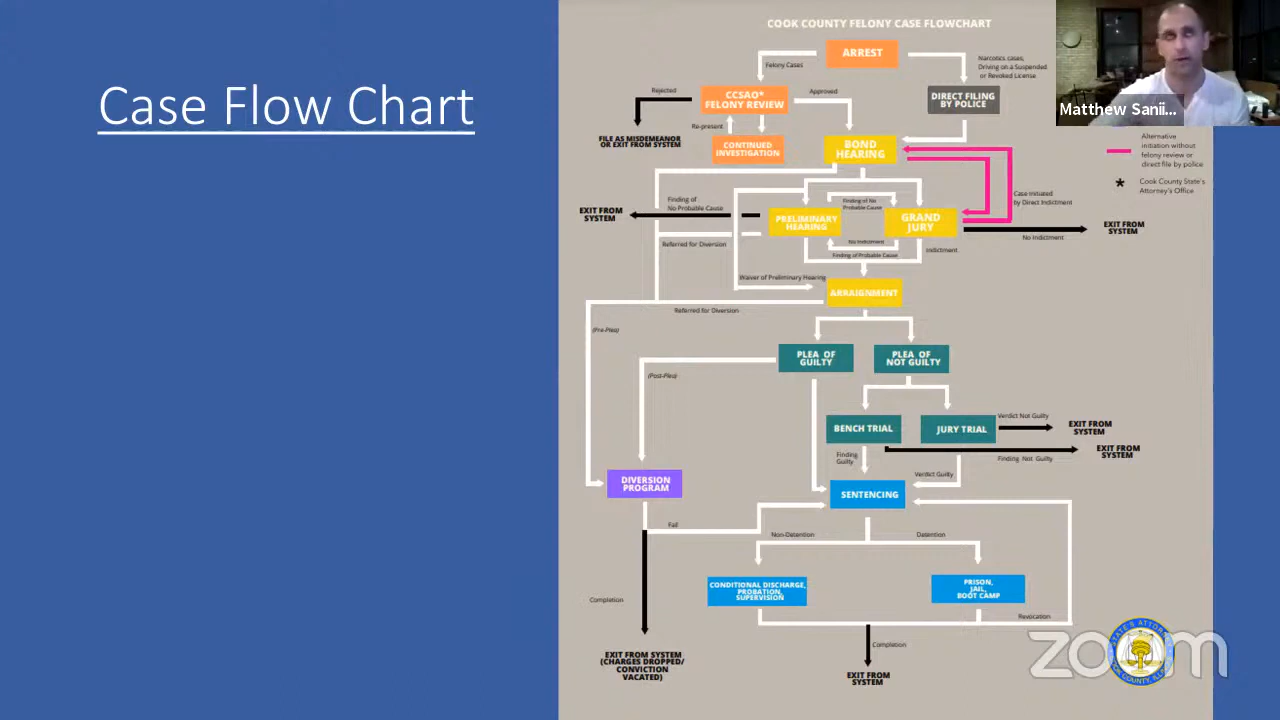 Case Flow Chart
COOK COUNTY FELONY CASE FLOWCHART
ARREST
Felony Cases
Narcotics cases,
Driving on a Suspended
or Revoked License
Rejected
CCSAO*
FELONY REVIEW
Approved
DIRECT FILING
BY POLICE
Matthew Sanii...
Re-present
FILE AS MISDEMEANOR
OR EXIT FROM SYSTEM
CONTINUED
INVESTIGATION
BOND
HEARING
Alternative
initiation without
felony review or
direct file by police
*
Cook County State's
Attorney's Office
Case Initiated
by Direct Indictment
Finding of
No Probable Cause
EXIT FROM
SYSTEM
PRELIMINARY
HEARING
Finding of No
Probable Cause
GRAND
JURY
EXIT FROM
SYSTEM
No Indictment
Referred for Diversion
No Indictment
Finding of Probable Cause
Indictment
Waiver of Preliminary Hearing
ARRAIGNMENT
Referred for Diversion
(Pre-Plea)
PLEA OF
GUILTY
PLEA OF
NOT GUILTY
(Post-Plea)
BENCH TRIAL
JURY TRIAL
Verdict Not Guilty
EXIT FROM
SYSTEM
Finding
Guilty
Finding Not Guilty
EXIT FROM
SYSTEM
Verdict Guilty
DIVERSION
PROGRAM
SENTENCING
Fail
Non-Detention
Detention
CONDITIONAL DISCHARGE,
PROBATION,
SUPERVISION
PRISON,
JAIL,
BOOT CAMP
Completion
Revocation
Completion
EXIT FROM SYSTEM
(CHARGES DROPPED/
CONVICTION
VACATED)
EXIT FROM
SYSTEM
zoom